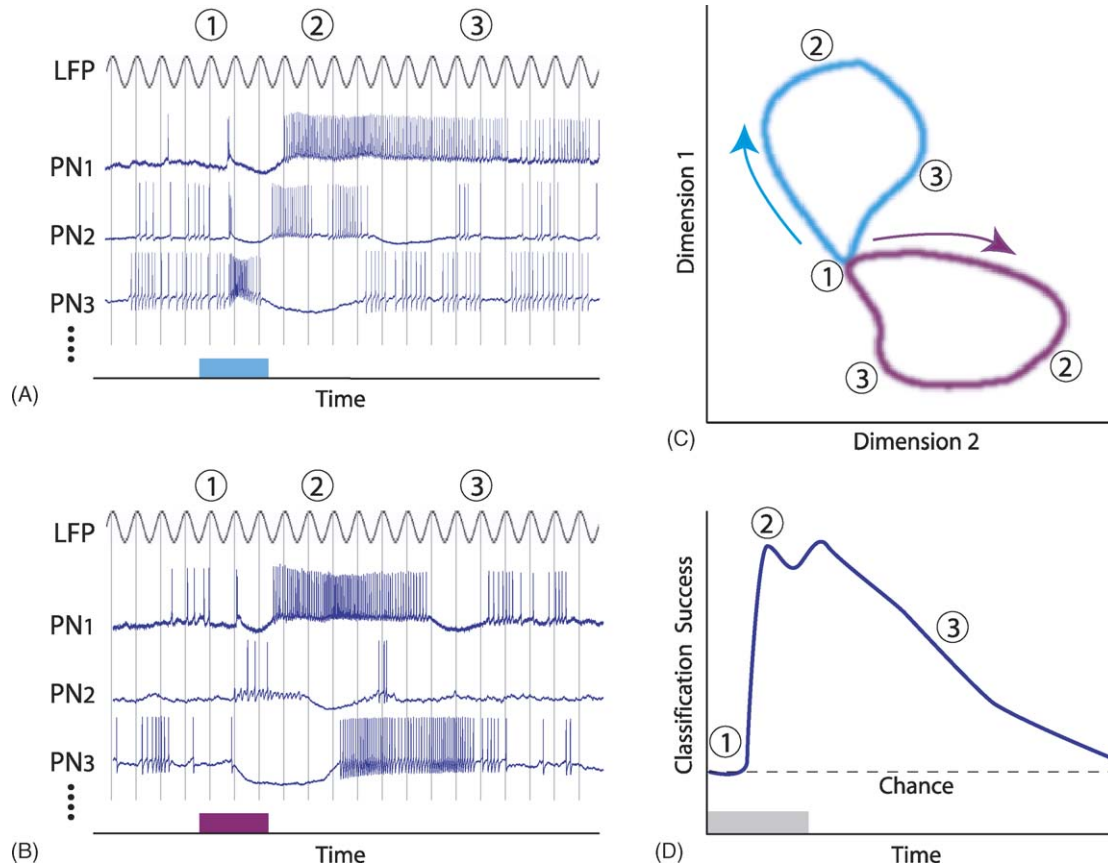 ① ② ③
LFP
PN1
PN2
PN3
Time
(A)
① ② ③
LFP
PN1
PN2
PN3
Time
(B)
②
③
①
②
③
Dimension 1
Dimension 2
(C)
②
③
①
Chance
Classification Success
Time
(D)